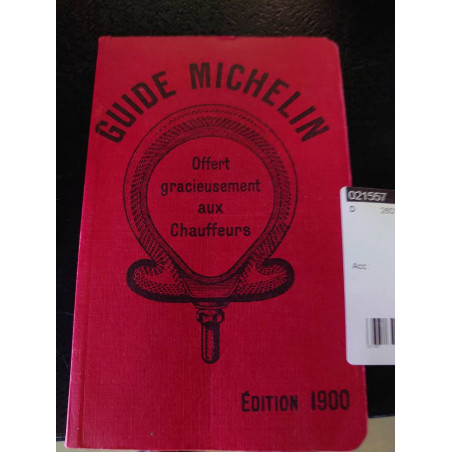 GUIDE MICHELIN
Offert
gracieusement
aux
Chauffeurs
ÉDITION 1900
021567
Acc